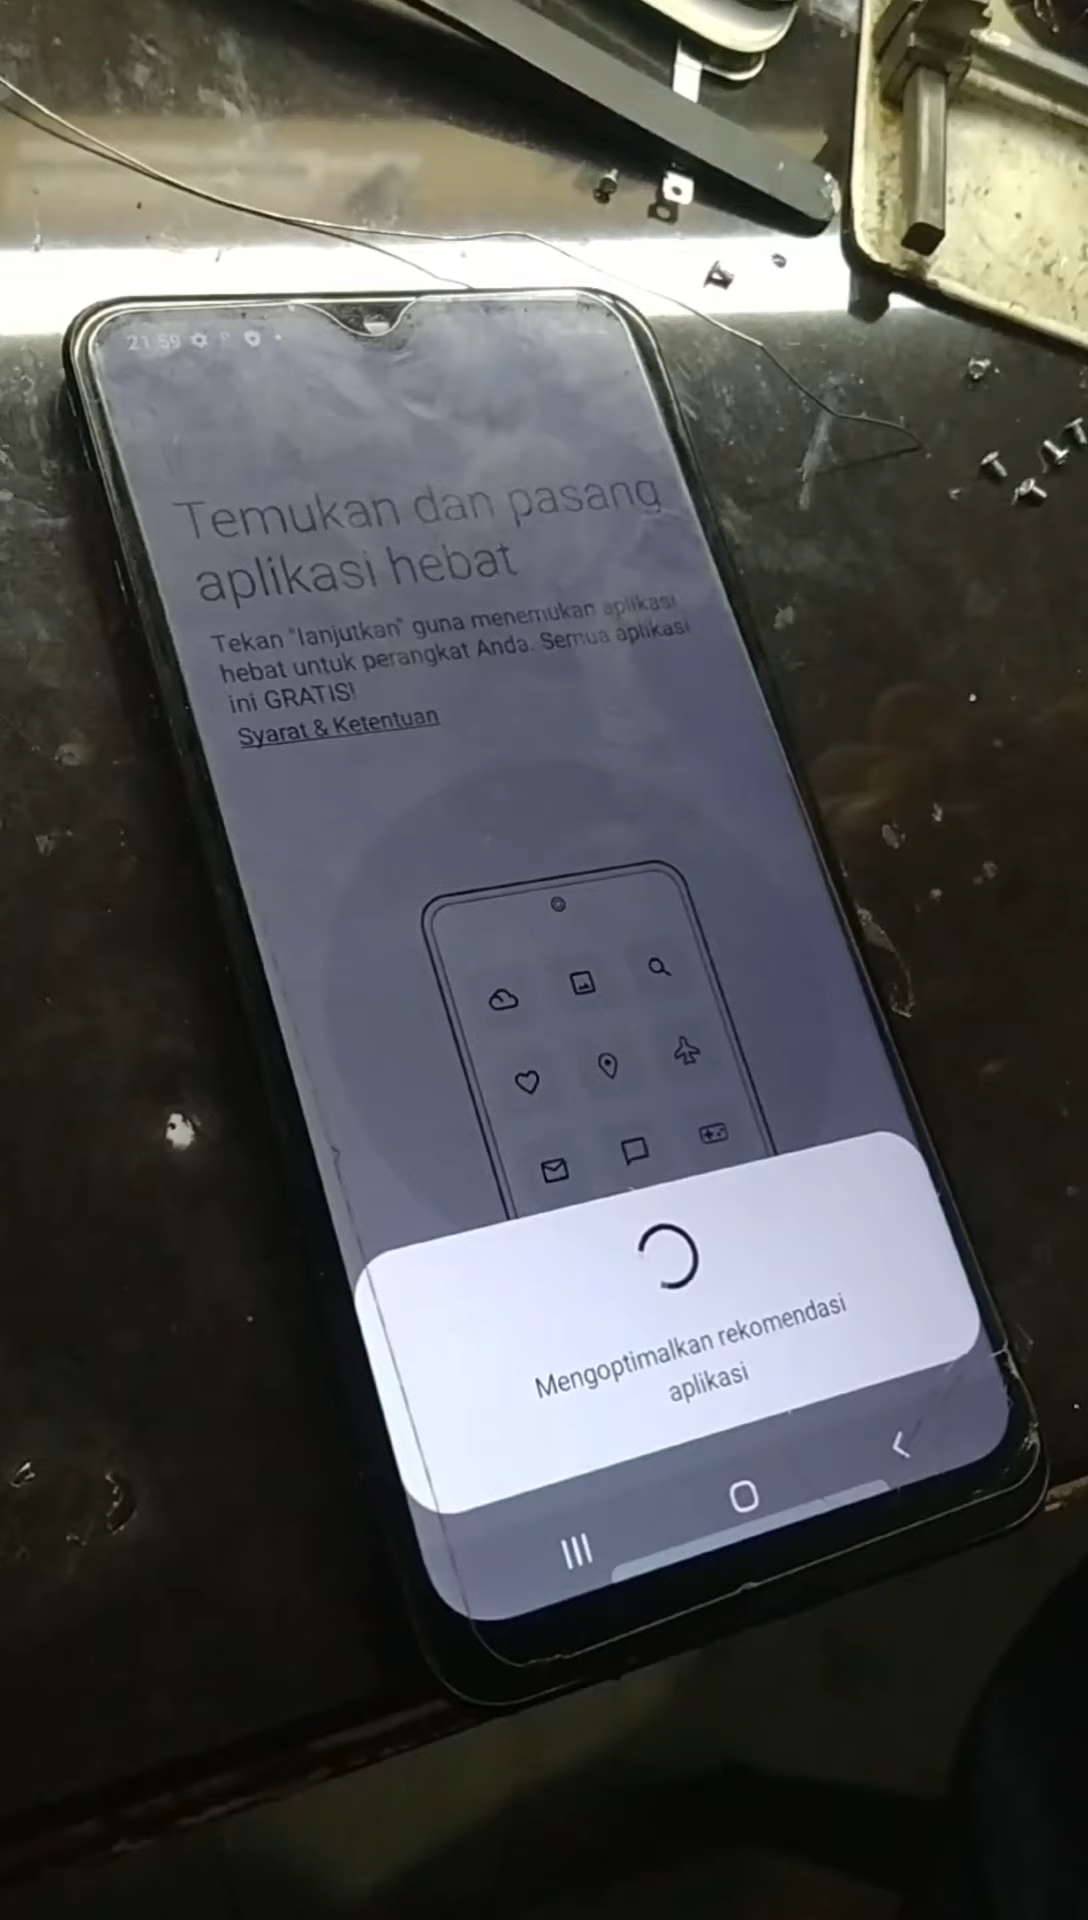 21.59
Temukan dan pasang
aplikasi hebat
Tekan "lanjutkan" guna menemukan aplikasi
hebat untuk perangkat Anda. Semua aplikasi
ini GRATIS!
Syarat & Ketentuan
Mengoptimalkan rekomendasi
aplikasi